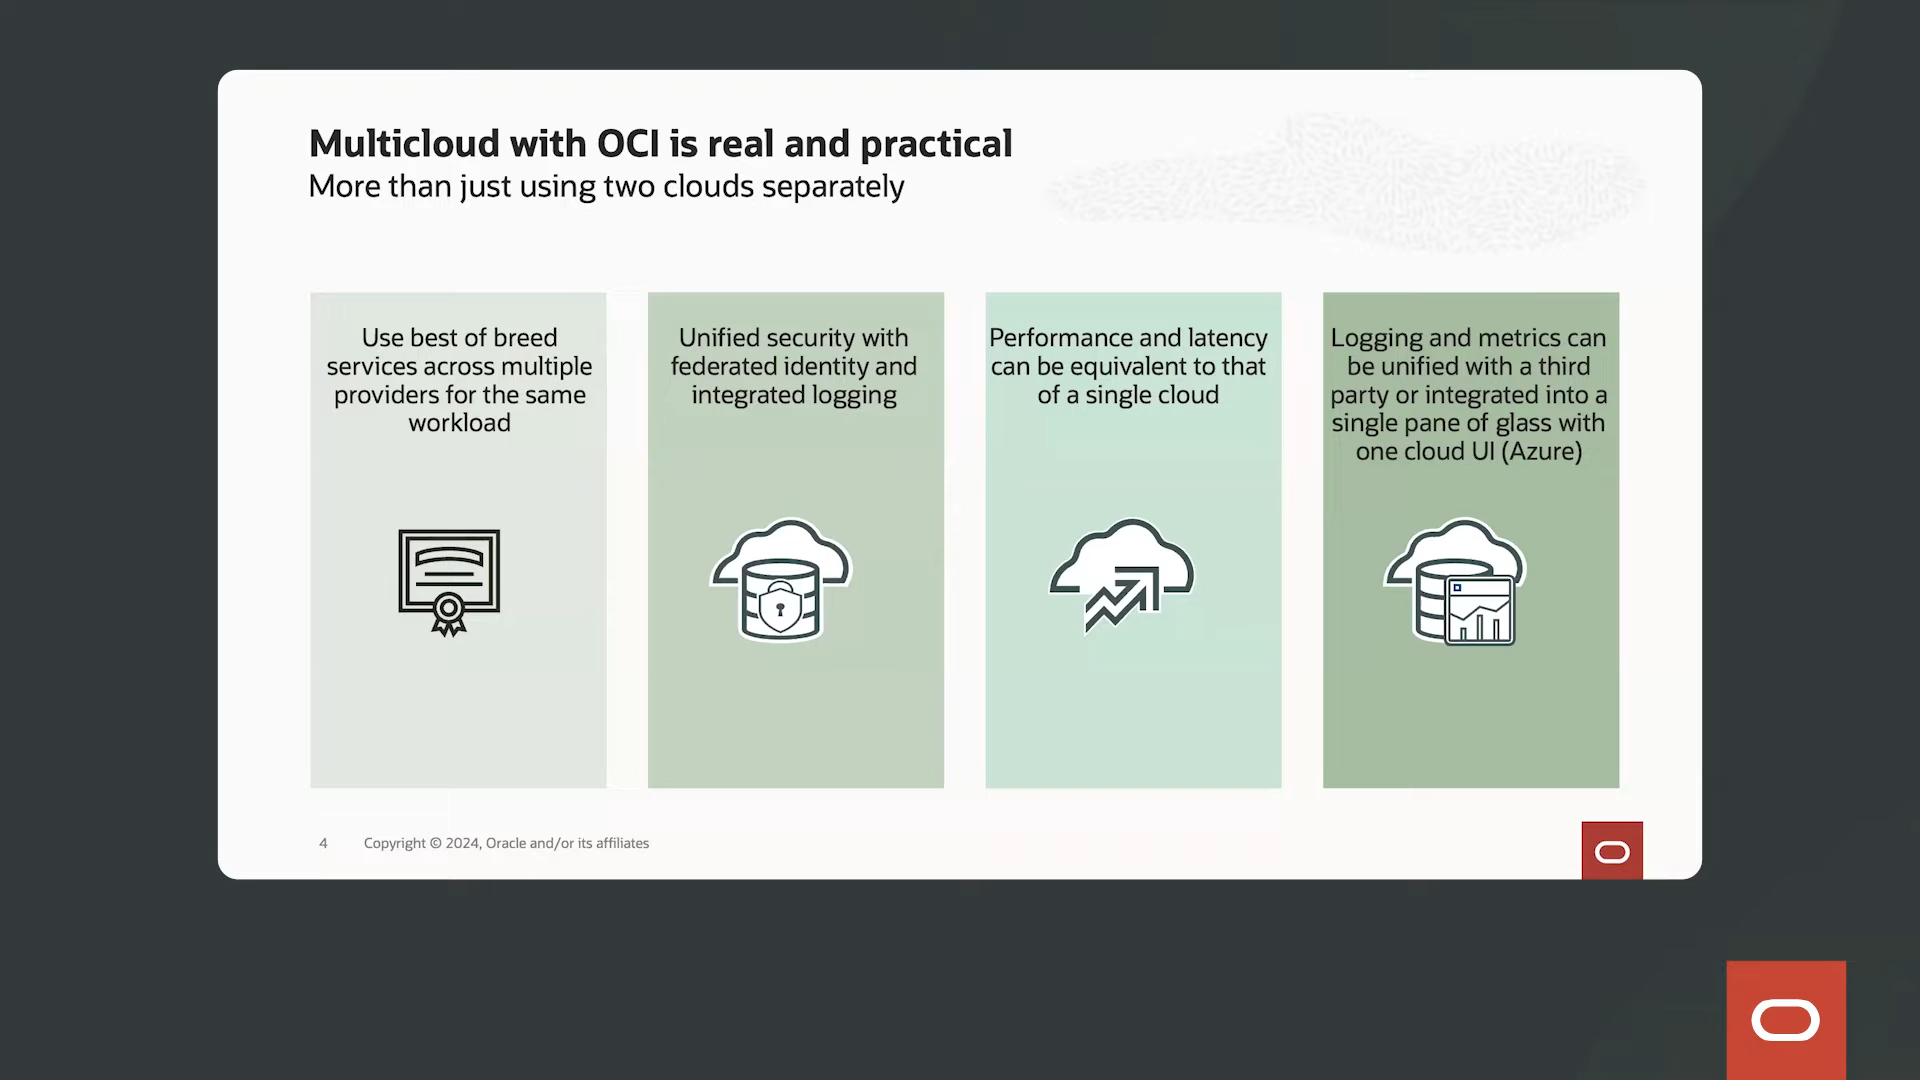 Multicloud with OCI is real and practical
More than just using two clouds separately
Use best of breed
services across multiple
providers for the same
workload
Unified security with
federated identity and
integrated logging
Performance and latency
can be equivalent to that
of a single cloud
Logging and metrics can
be unified with a third
party or integrated into a
single pane of glass with
one cloud UI (Azure)
4 Copyright © 2024, Oracle and/or its affiliates